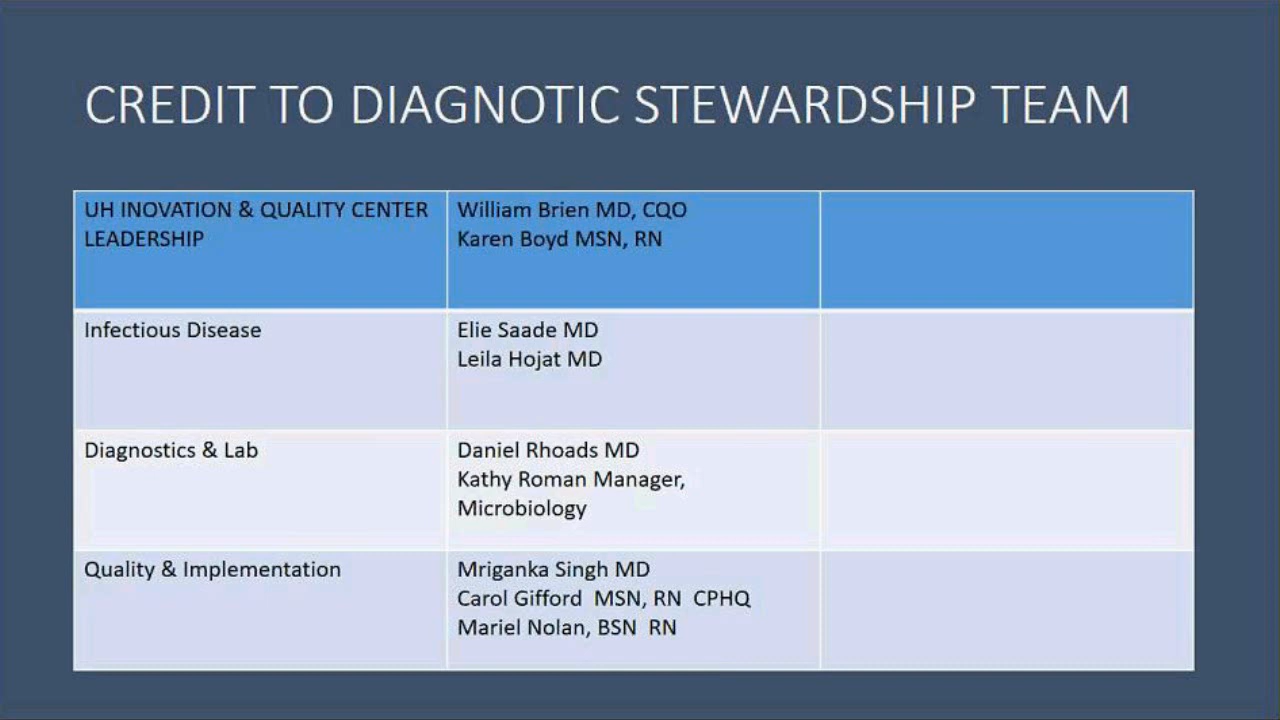 CREDIT TO DIAGNOTIC STEWARDSHIP TEAM
UH INOVATION & QUALITY CENTER
LEADERSHIP
William Brien MD, CQO
Karen Boyd MSN, RN
Infectious Disease
Elie Saade MD
Leila Hojat MD
Diagnostics & Lab
Daniel Rhoads MD
Kathy Roman Manager,
Microbiology
Quality & Implementation
Mriganka Singh MD
Carol Gifford  MSN, RN  CPHQ
Mariel Nolan, BSN  RN